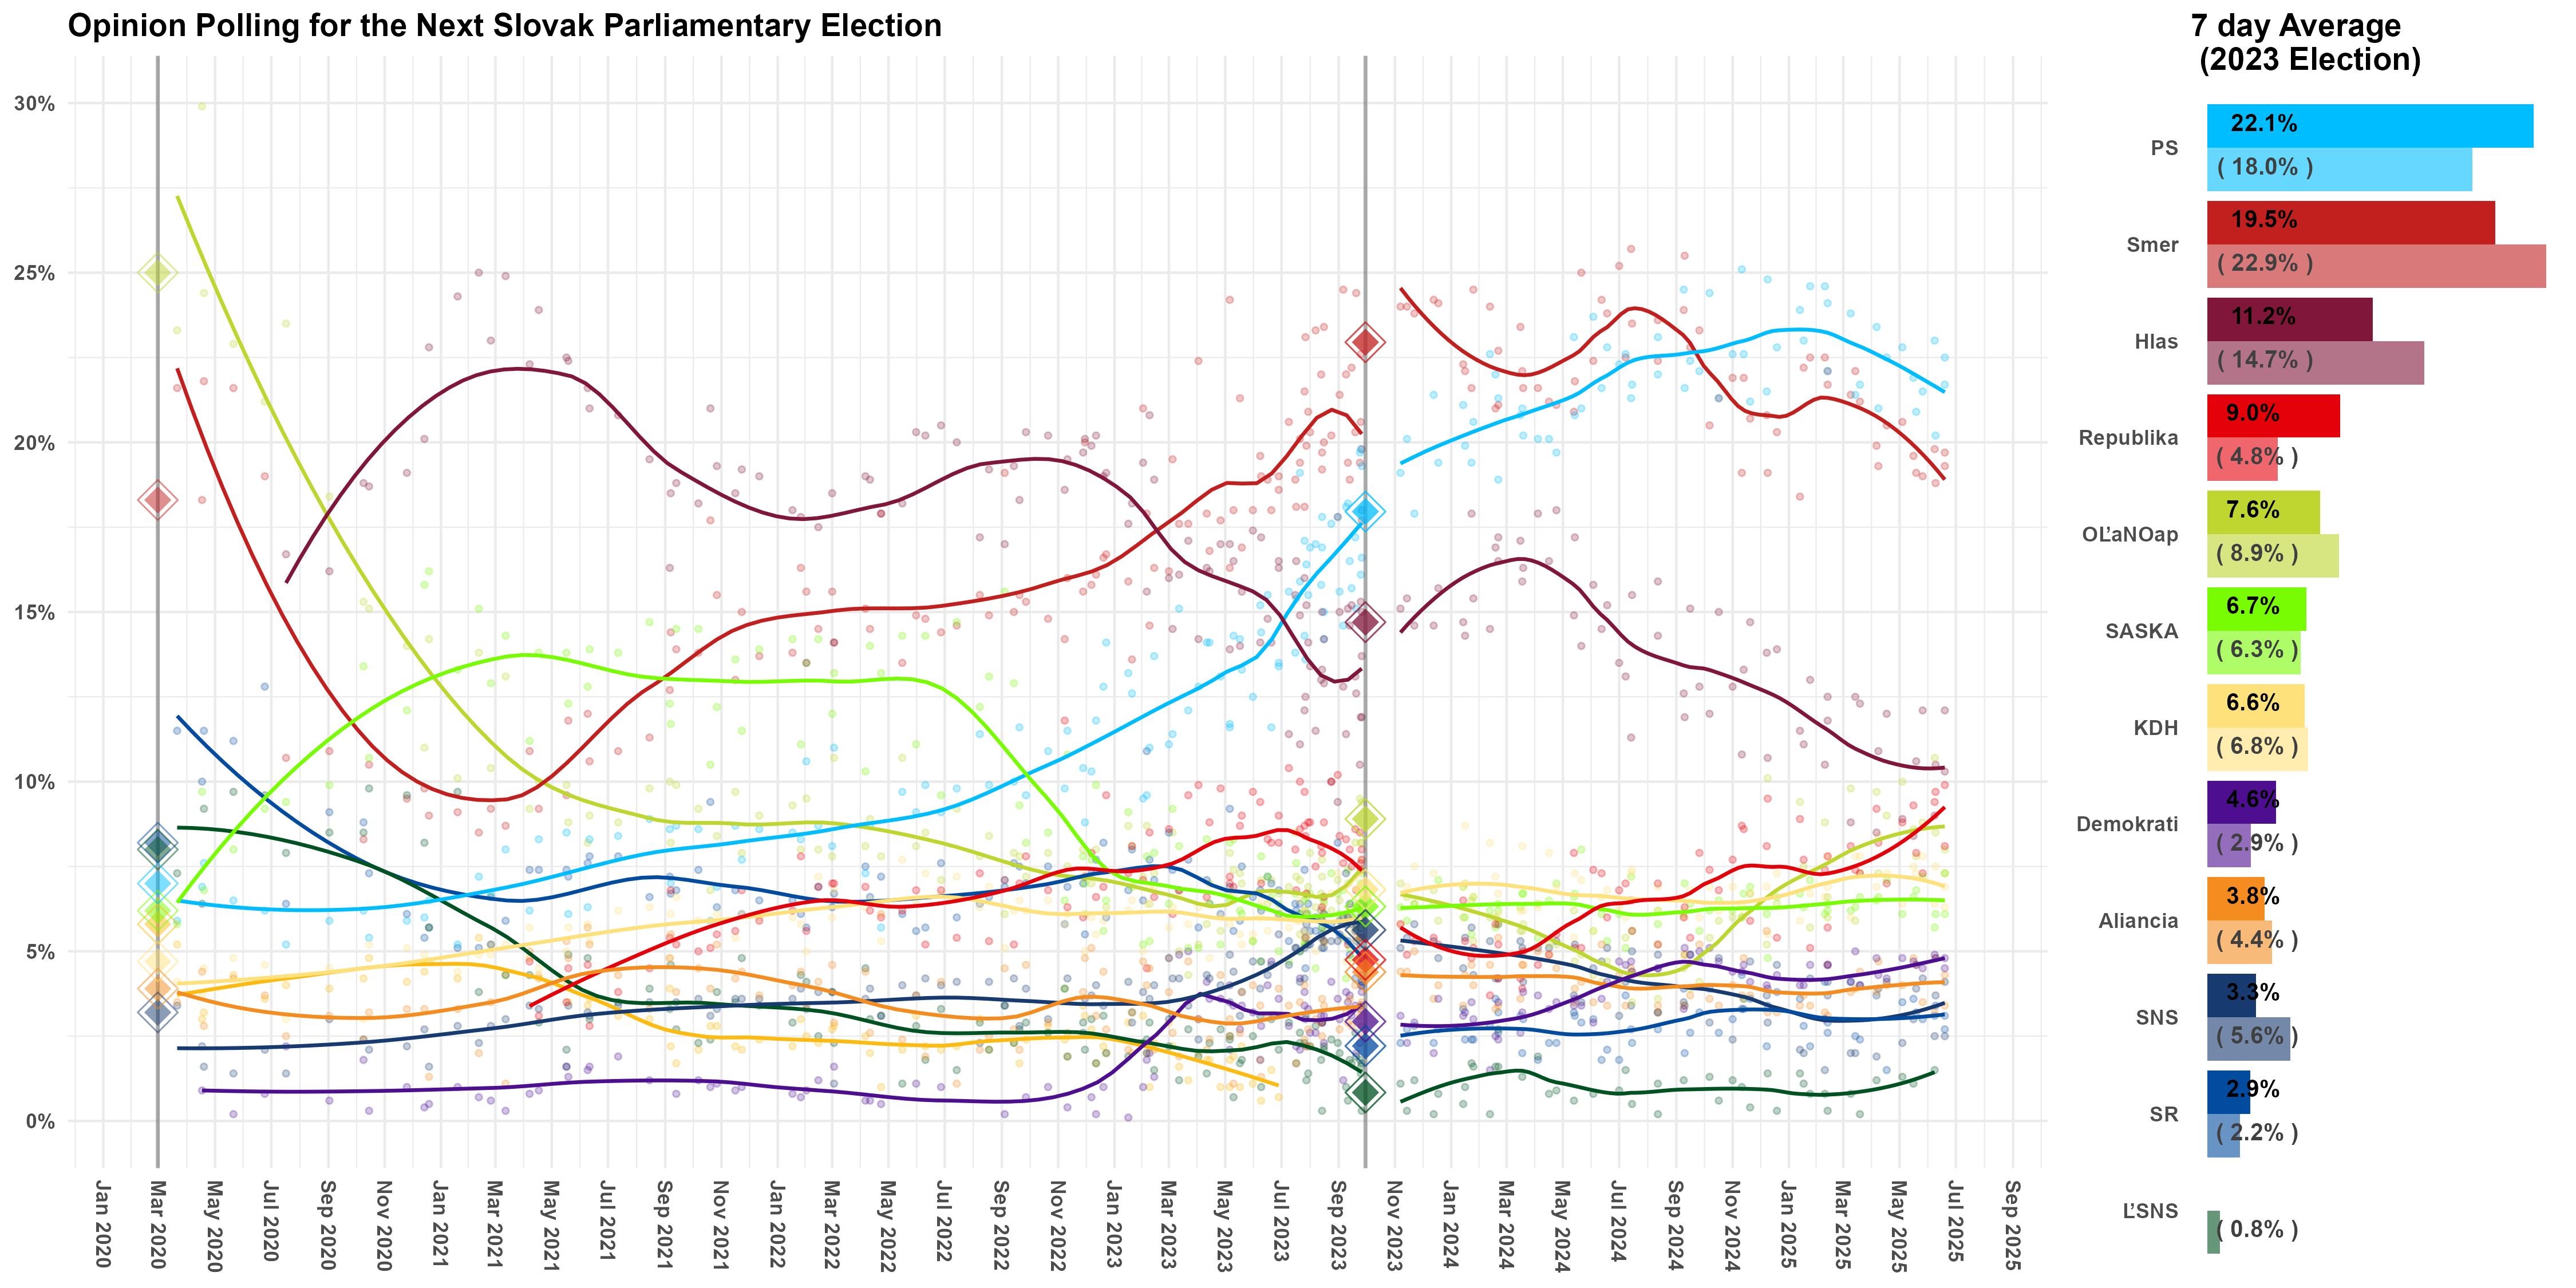 Opinion Polling for the Next Slovak Parliamentary Election
7 day Average
(2023 Election)
30%
25%
20%
15%
10%
5%
0%
Jan 2020
Mar 2020
May 2020
Jul 2020
Sep 2020
Nov 2020
Jan 2021
Mar 2021
May 2021
Jul 2021
Sep 2021
Nov 2021
Jan 2022
Mar 2022
May 2022
Jul 2022
Sep 2022
Nov 2022
Jan 2023
Mar 2023
May 2023
Jul 2023
Sep 2023
Nov 2023
Jan 2024
Mar 2024
May 2024
Jul 2024
Sep 2024
Nov 2024
Jan 2025
Mar 2025
May 2025
Jul 2025
Sep 2025
PS
22.1%
( 18.0% )
Smer
19.5%
( 22.9% )
Hlas
11.2%
( 14.7% )
Republika
9.0%
( 4.8% )
OĽaNOap
7.6%
( 8.9% )
SASKA
6.7%
( 6.3% )
KDH
6.6%
( 6.8% )
Demokrati
4.6%
( 2.9% )
Aliancia
3.8%
( 4.4% )
SNS
3.3%
( 5.6% )
SR
2.9%
( 2.2% )
ĽSNS
( 0.8% )